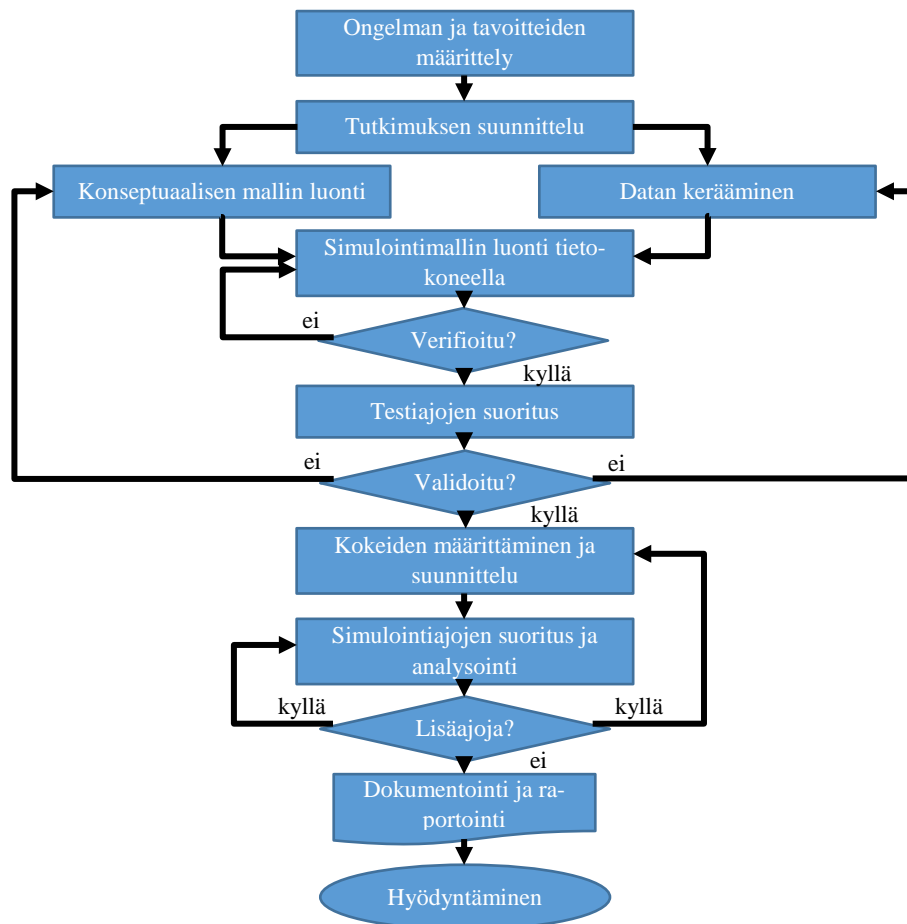 Ongelman ja tavoitteiden
määrittely
Tutkimuksen suunnittelu
Konseptuaalisen mallin luonti
Datan kerääminen
Simulointimallin luonti tieto-
koneella
ei
Verifioitu?
kyllä
Testiajojen suoritus
ei
Validoitu?
ei
kyllä
Kokeiden määrittäminen ja
suunnittelu
Simulointiajojen suoritus ja
analysointi
kyllä
Lisäajoja?
kyllä
ei
Dokumentointi ja ra-
portointi
Hyödyntäminen